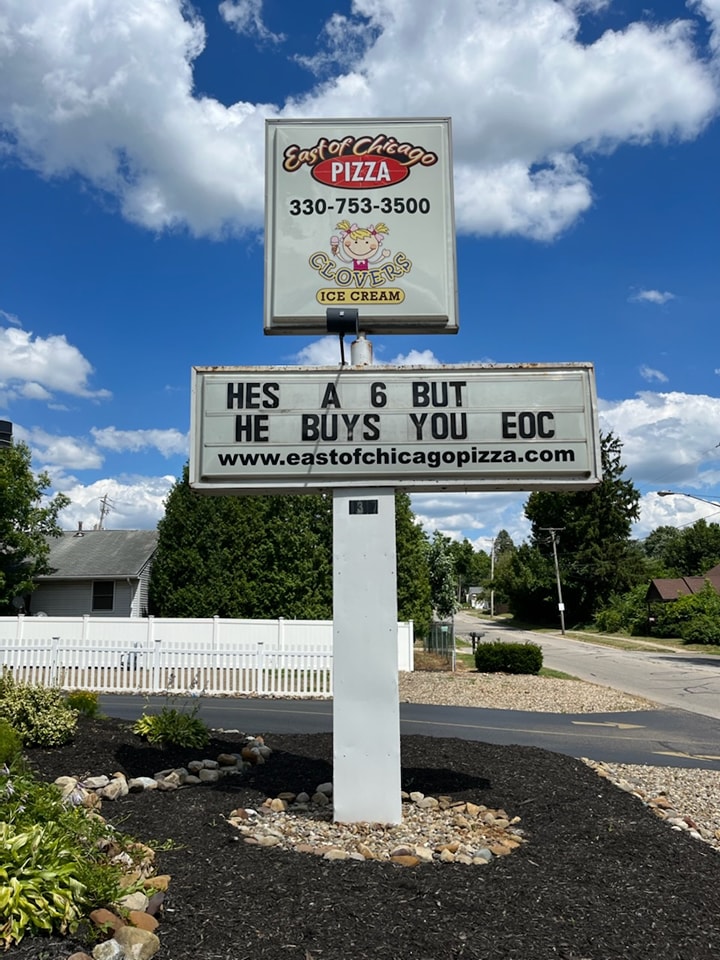 East of Chicago
PIZZA
330-753-3500
CLOVERS
ICE CREAM
HES A 6 BUT
HE BUYS YOU EOC
www.eastofchicagopizza.com
37